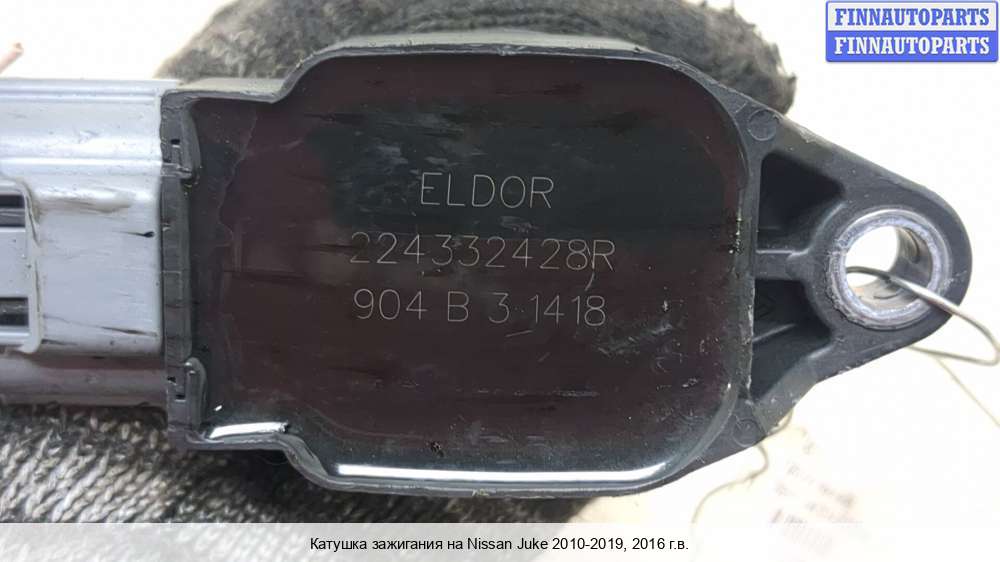 FINNAUTOPARTS
FINNAUTOPARTS
ELDOR
224332428R
904 B 3 1418
Катушка зажигания на Nissan Juke 2010-2019, 2016 г.в.